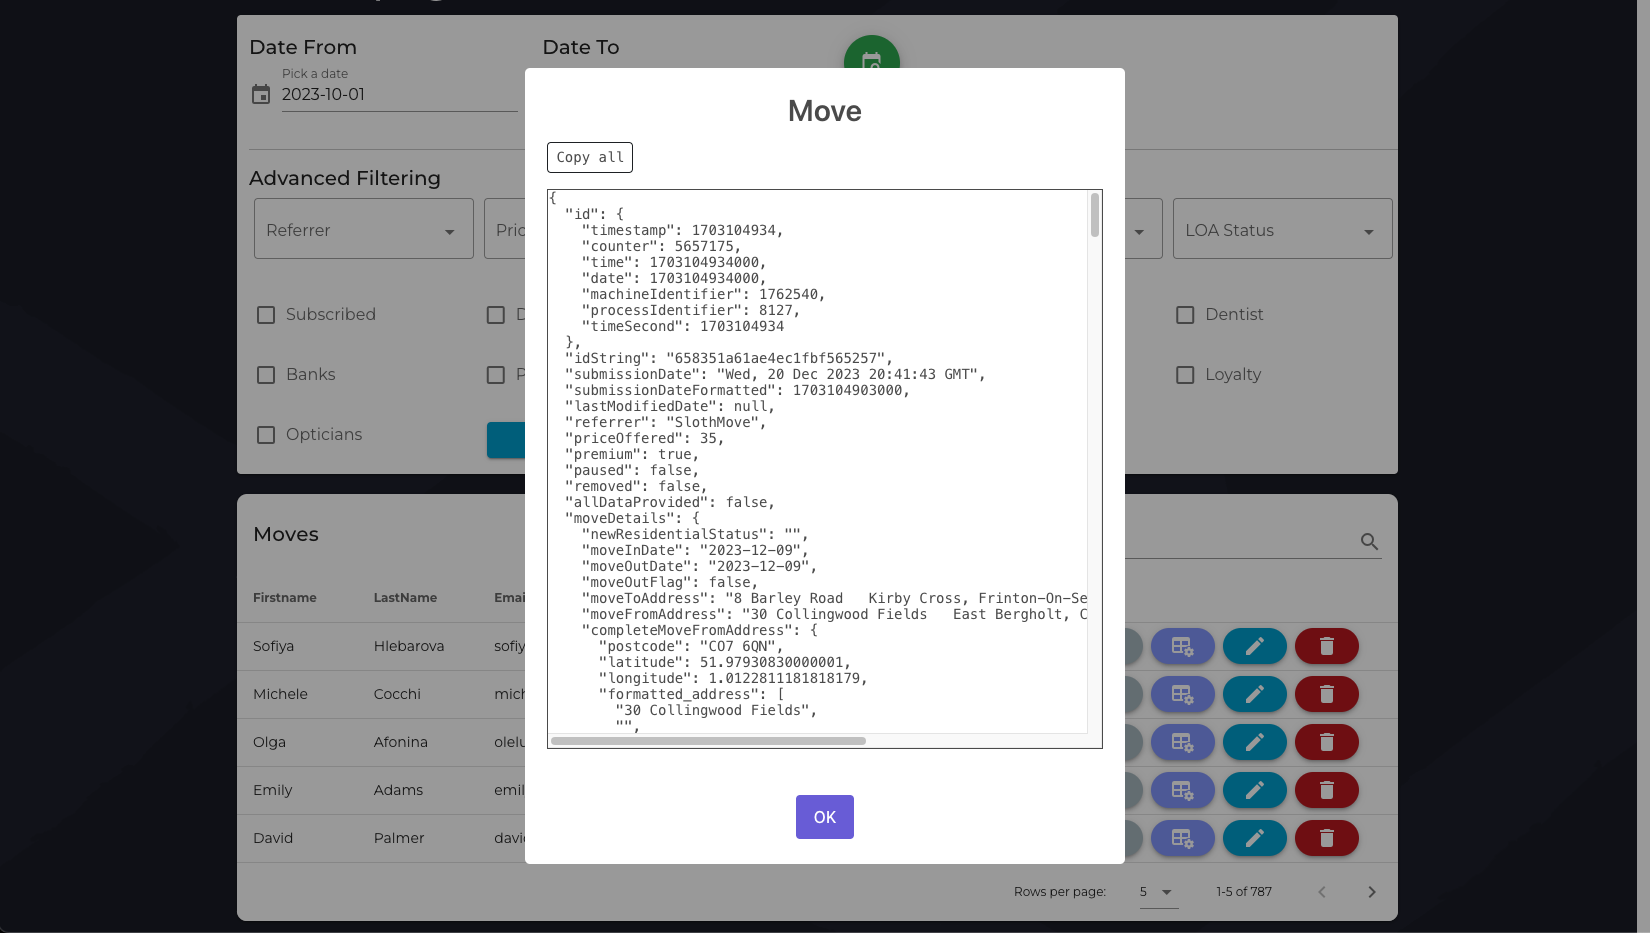 Date From
Date To
Pick a date
2023-10-01
Move
Copy all
Advanced Filtering
Referrer
LOA Status
{
"id": {
"timestamp": 1703104934,
"counter": 5657175,
"time": 1703104934000,
"date": 1703104934000,
"machineIdentifier": 1762540,
"processIdentifier": 8127,
"timeSecond": 1703104934
},
"idString": "658351a61ae4ec1fbf565257",
"submissionDate": "Wed, 20 Dec 2023 20:41:43 GMT",
"submissionDateFormatted": 1703104903000,
"lastModifiedDate": null,
"referrer": "SlothMove",
"priceOffered": 35,
"premium": true,
"paused": false,
"removed": false,
"allDataProvided": false,
"moveDetails": {
"newResidentialStatus": "",
"moveInDate": "2023-12-09",
"moveOutDate": "2023-12-09",
"moveOutFlag": false,
"moveToAddress": "8 Barley Road   Kirby Cross, Frinton-On-Se
"moveFromAddress": "30 Collingwood Fields   East Bergholt, C
"completeMoveFromAddress": {
"postcode": "CO7 6QN",
"latitude": 51.97930830000001,
"longitude": 1.0122811181818179,
"formatted_address": [
"30 Collingwood Fields",
"",
OK
Subscribed
Dentist
Banks
Loyalty
Opticians
Moves
Firstname LastName Emai
Sofiya Hlebarova sofiy
Michele Cocchi mich
Olga Afonina olelu
Emily Adams emil
David Palmer davi
Rows per page: 5 1-5 of 787